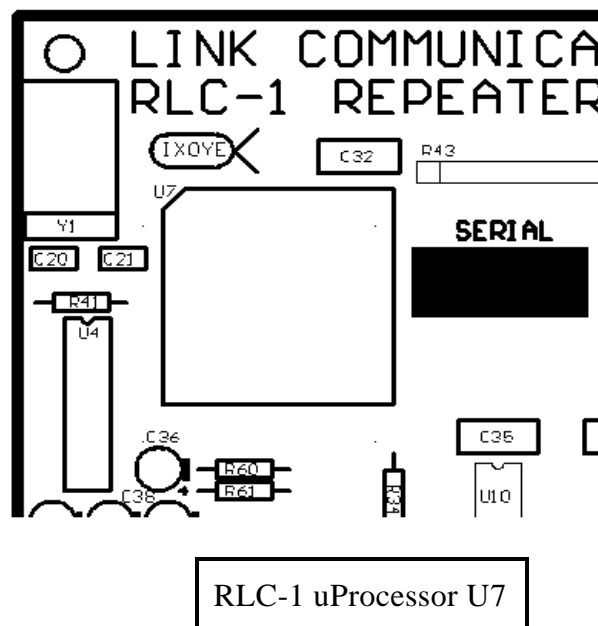 LINK COMMUNICA
RLC-1 REPEATER
IXOYE
C32
R43
U7
Y1
SERIAL
C20 C21
R41
U4
C36
C35
R60
C38
R61
R34
U10
RLC-1 uProcessor U7